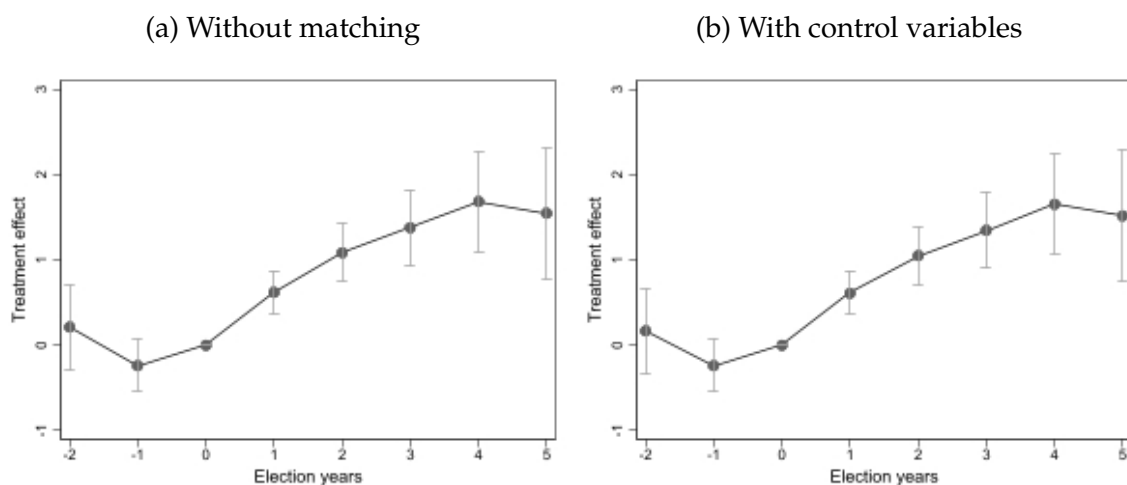 (a) Without matching
(b) With control variables
3
2
1
0
-1
Treatment effect
-2 -1 0 1 2 3 4 5
Election years
3
2
1
0
-1
Treatment effect
-2 -1 0 1 2 3 4 5
Election years